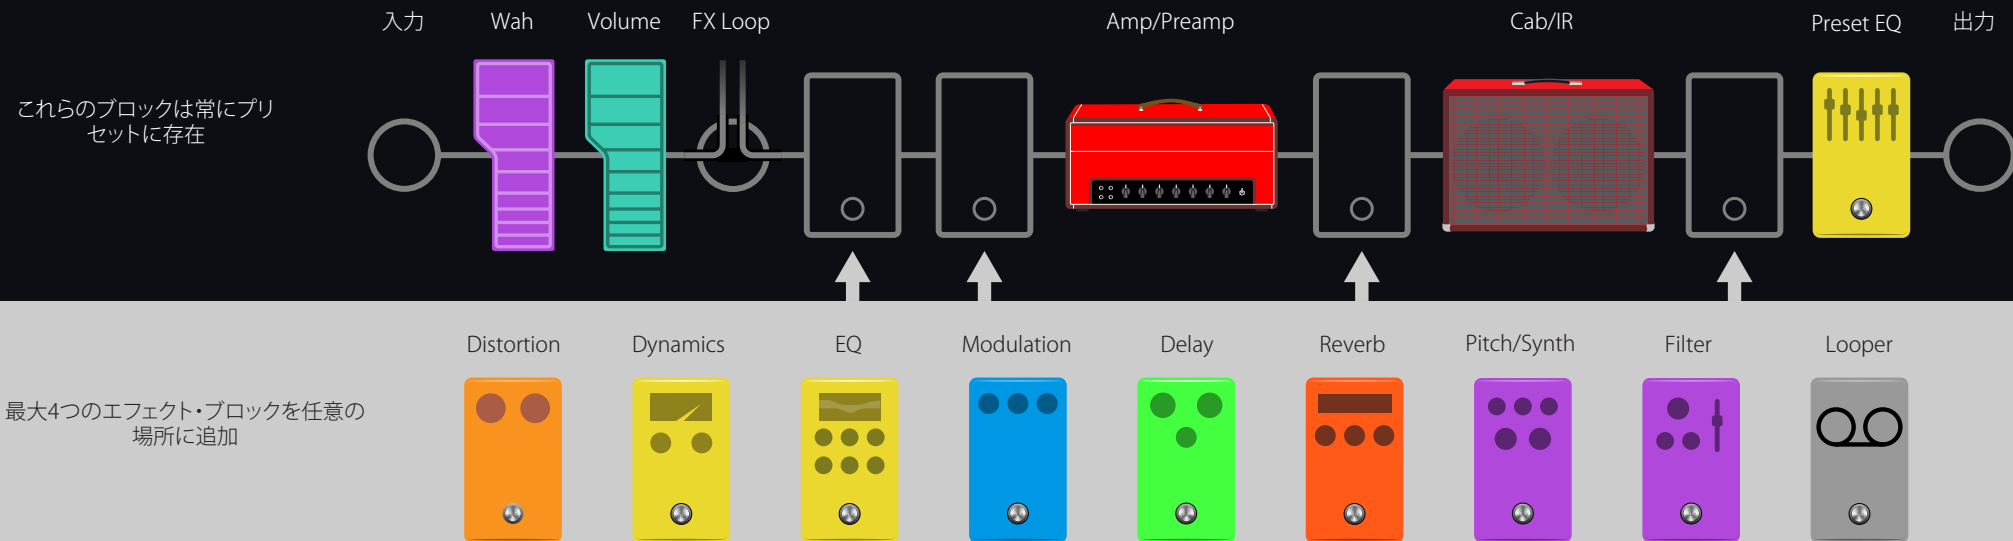 入力
Wah
Volume
FX Loop
Amp/Preamp
Cab/IR
Preset EQ
出力
これらのブロックは常にプリ
セットに存在
Distortion
Dynamics
EQ
Modulation
Delay
Reverb
Pitch/Synth
Filter
Looper
最大4つのエフェクト・ブロックを任意の
場所に追加